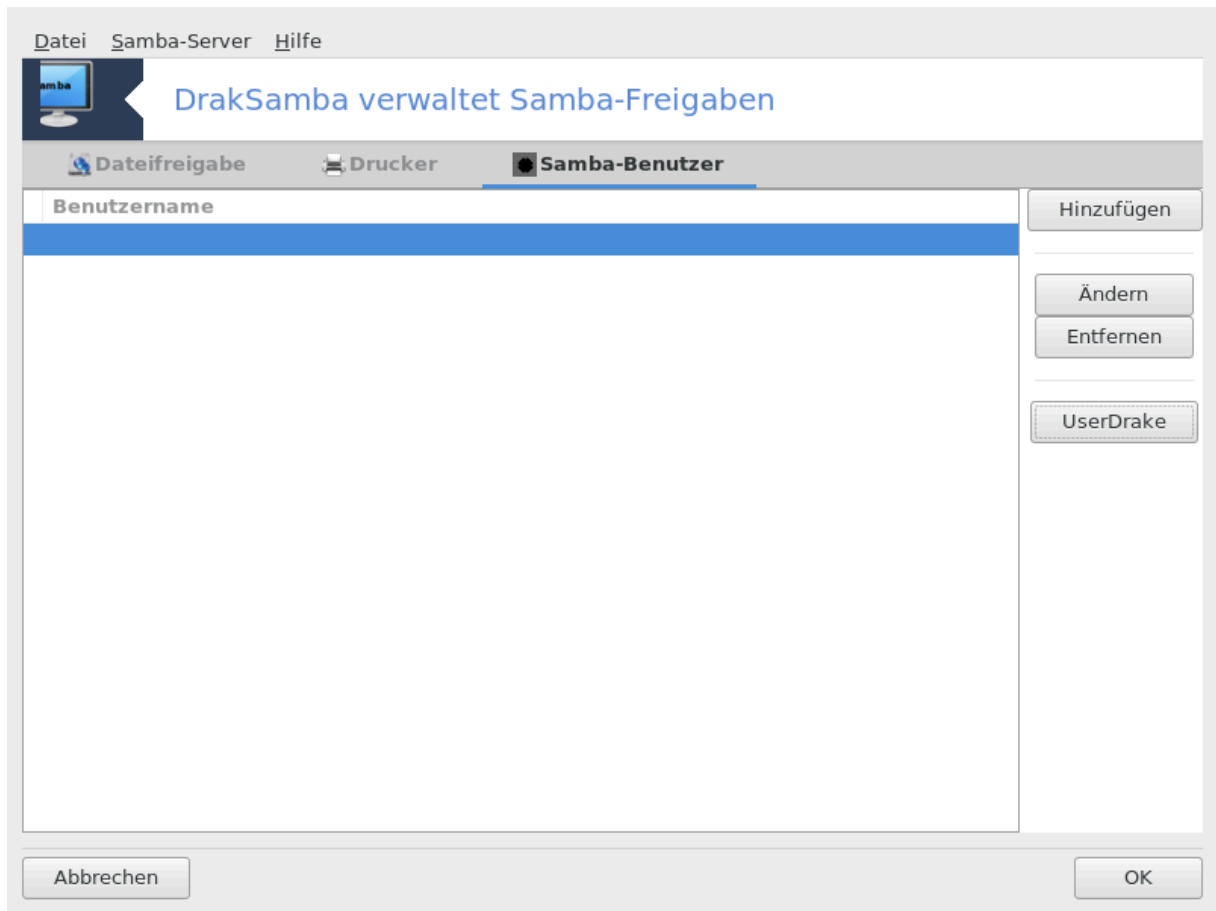 Datei Samba-Server Hilfe
amba
DrakSamba verwaltet Samba-Freigaben
Dateifreigabe Drucker Samba-Benutzer
Benutzername
Hinzufügen
Ändern
Entfernen
UserDrake
Abbrechen OK